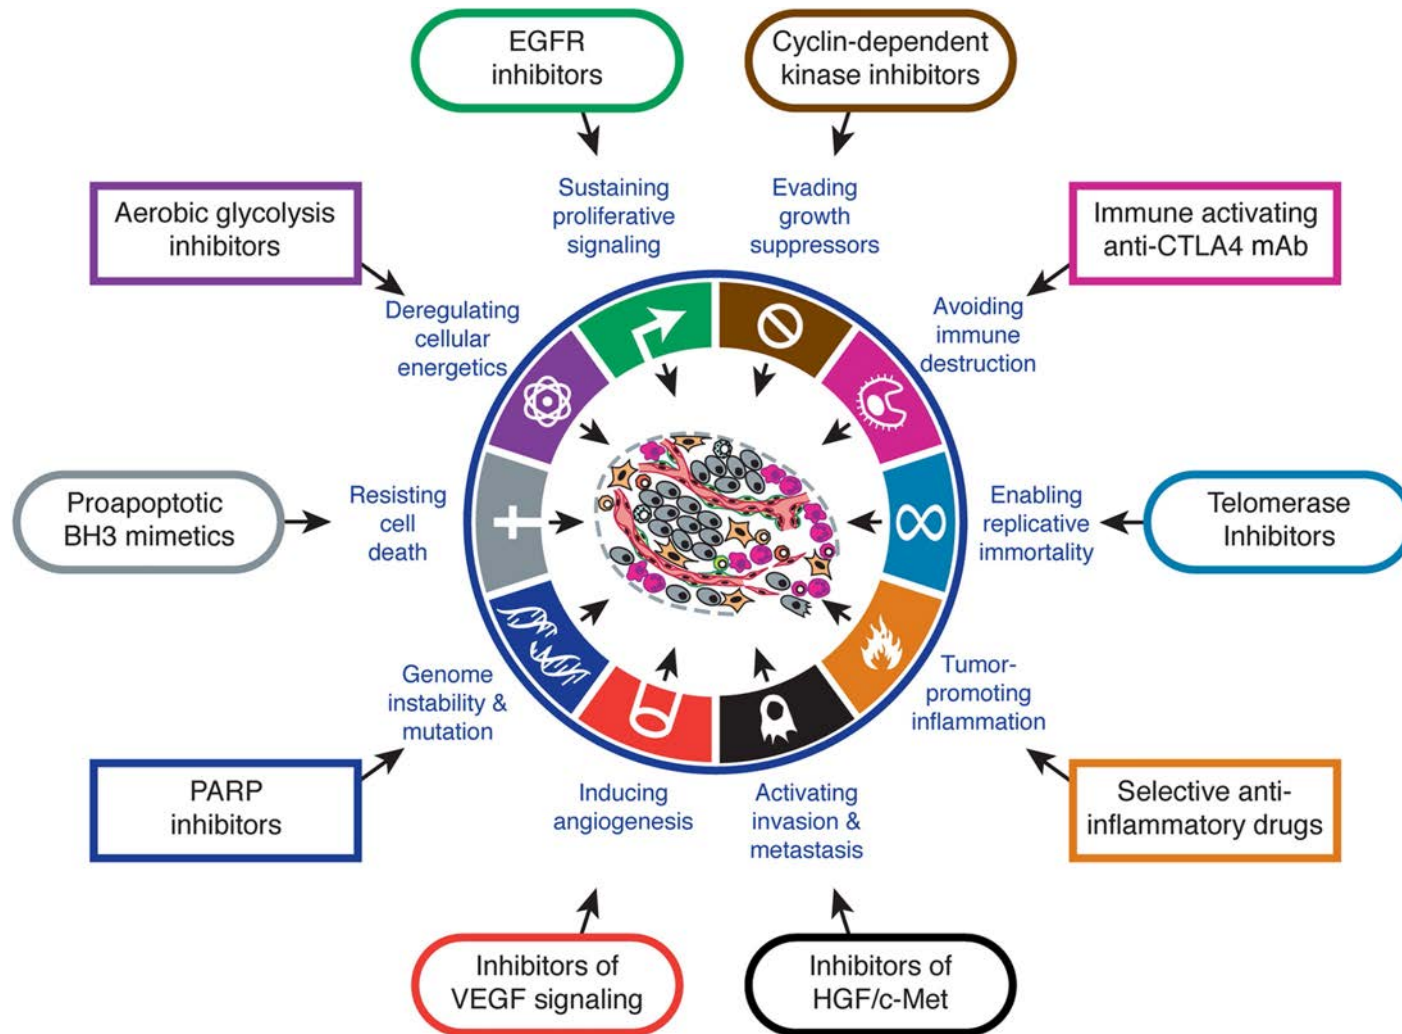 EGFR
inhibitors
Cyclin-dependent
kinase inhibitors
Aerobic glycolysis
inhibitors
Sustaining
proliferative
signaling
Evading
growth
suppressors
Immune activating
anti-CTLA4 mAb
Deregulating
cellular
energetics
Avoiding
immune
destruction
Proapoptotic
BH3 mimetics
Resisting
cell
death
Enabling
replicative
immortality
Telomerase
Inhibitors
Genome
instability &
mutation
Tumor-
promoting
inflammation
PARP
inhibitors
Inducing
angiogenesis
Activating
invasion &
metastasis
Selective anti-
inflammatory drugs
Inhibitors of
VEGF signaling
Inhibitors of
HGF/c-Met